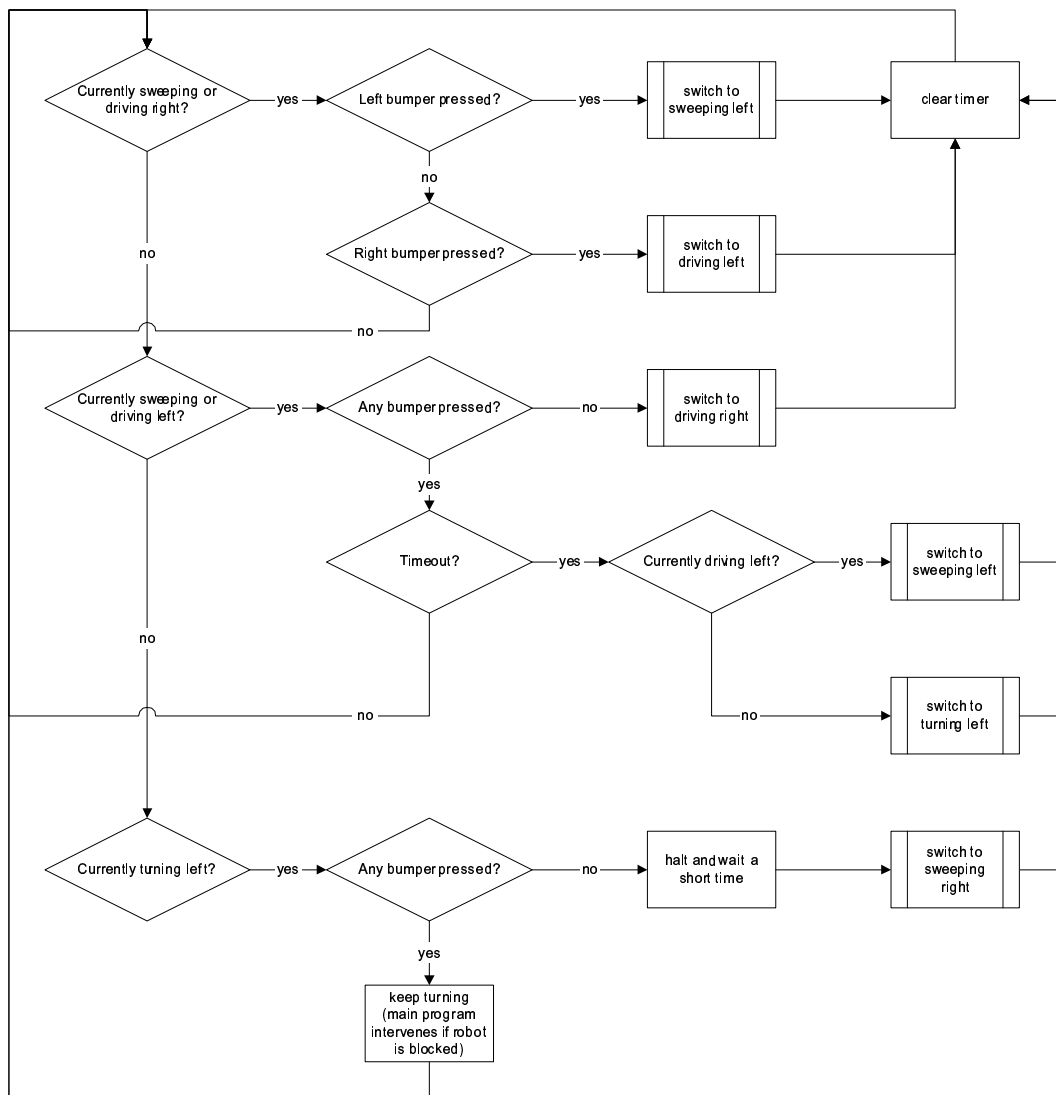 Currently sweeping or
driving right?
yes
Left bumper pressed?
yes
switch to
sweeping left
clear timer
no
no
Right bumper pressed?
yes
switch to
driving left
no
Currently sweeping or
driving left?
yes
Any bumper pressed?
no
switch to
driving right
yes
Timeout?
yes
Currently driving left?
yes
switch to
sweeping left
no
no
no
switch to
turning left
Currently turning left?
yes
Any bumper pressed?
no
halt and wait a
short time
switch to
sweeping
right
yes
keep turning
(main program
intervenes if robot
is blocked)